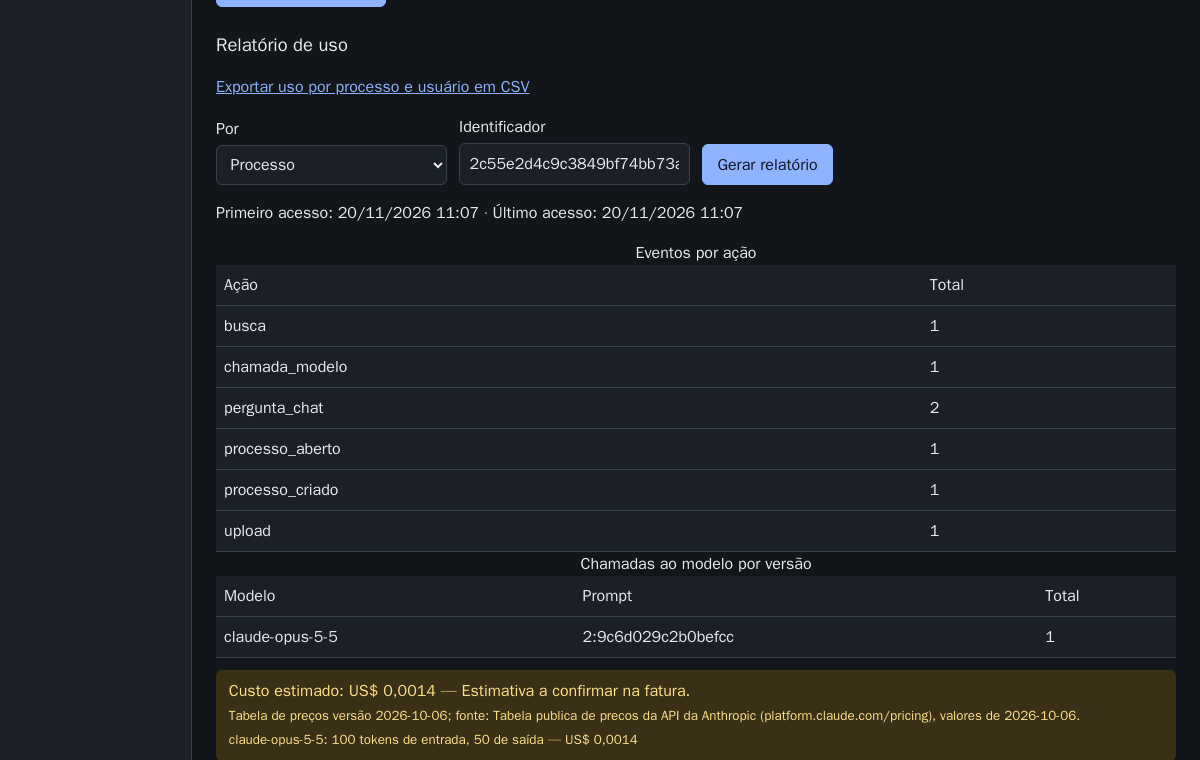 Relatório de uso
Exportar uso por processo e usuário em CSV
Por
Identificador
Processo
2c55e2d4c9c3849bf74bb73a
Gerar relatório
Primeiro acesso: 20/11/2026 11:07 · Último acesso: 20/11/2026 11:07
Eventos por ação
Ação Total
busca 1
chamada_modelo 1
pergunta_chat 2
processo_aberto 1
processo_criado 1
upload 1
Chamadas ao modelo por versão
Modelo Prompt Total
claude-opus-5-5 2:9c6d029c2b0befcc 1
Custo estimado: US$ 0,0014 — Estimativa a confirmar na fatura.
Tabela de preços versão 2026-10-06; fonte: Tabela publica de precos da API da Anthropic (platform.claude.com/pricing), valores de 2026-10-06.
claude-opus-5-5: 100 tokens de entrada, 50 de saída — US$ 0,0014